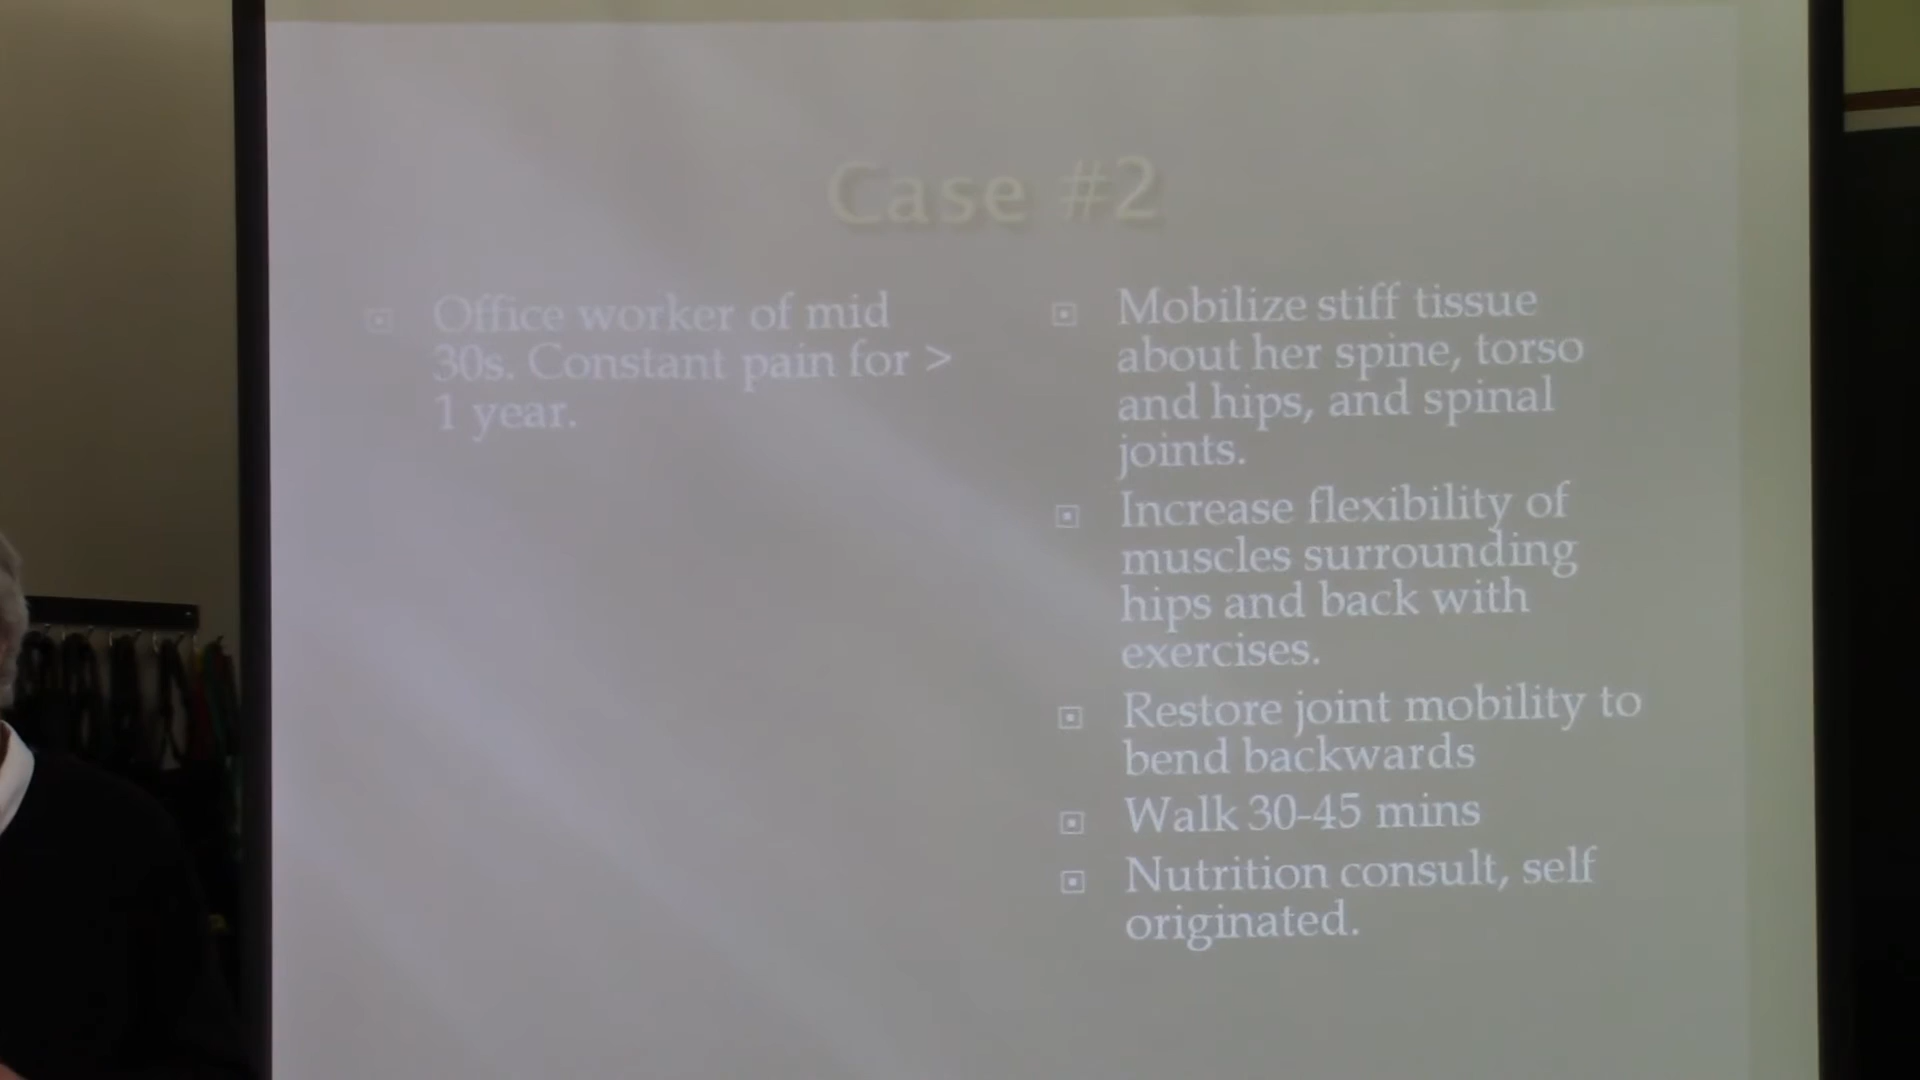 Case #2
Office worker of mid
30s. Constant pain for >
1 year.
Mobilize stiff tissue
about her spine, torso
and hips, and spinal
joints.
Increase flexibility of
muscles surrounding
hips and back with
exercises.
Restore joint mobility to
bend backwards
Walk 30-45 mins
Nutrition consult, self
originated.